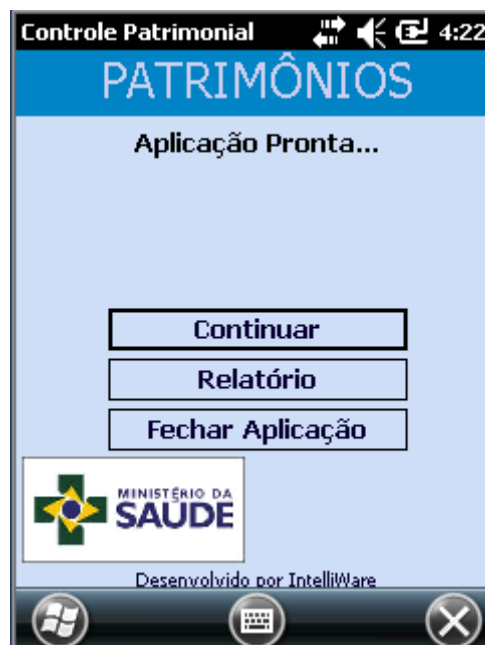 Controle Patrimonial 4:22
PATRIMÔNIOS
Aplicação Pronta...
Continuar
Relatório
Fechar Aplicação
MINISTÉRIO DA
SAÚDE
Desenvolvido por IntelliWare